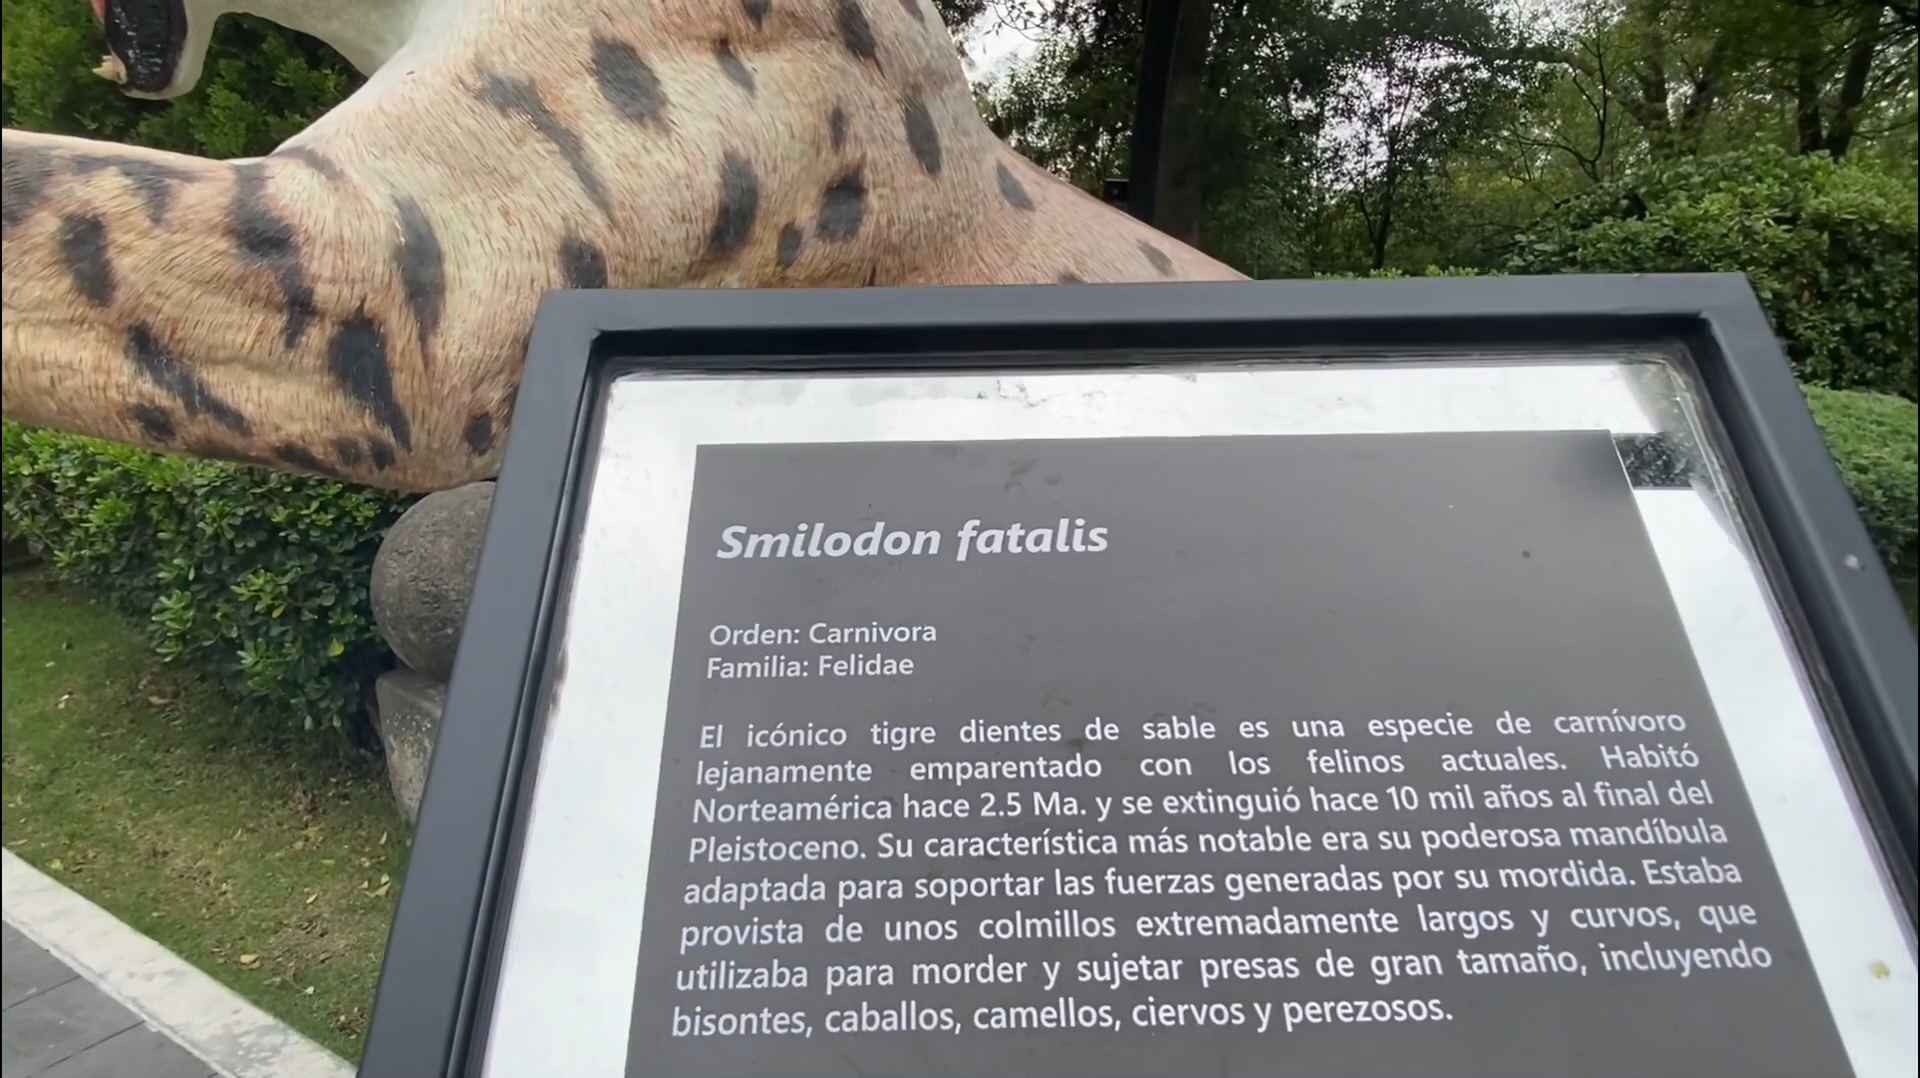 Smilodon fatalis
Orden: Carnivora
Familia: Felidae
El icónico tigre dientes de sable es una especie de carnívoro
lejanamente emparentado con los felinos actuales. Habitó
Norteamérica hace 2.5 Ma. y se extinguió hace 10 mil años al final del
Pleistoceno. Su característica más notable era su poderosa mandíbula
adaptada para soportar las fuerzas generadas por su mordida. Estaba
provista de unos colmillos extremadamente largos y curvos, que
utilizaba para morder y sujetar presas de gran tamaño, incluyendo
bisontes, caballos, camellos, ciervos y perezosos.